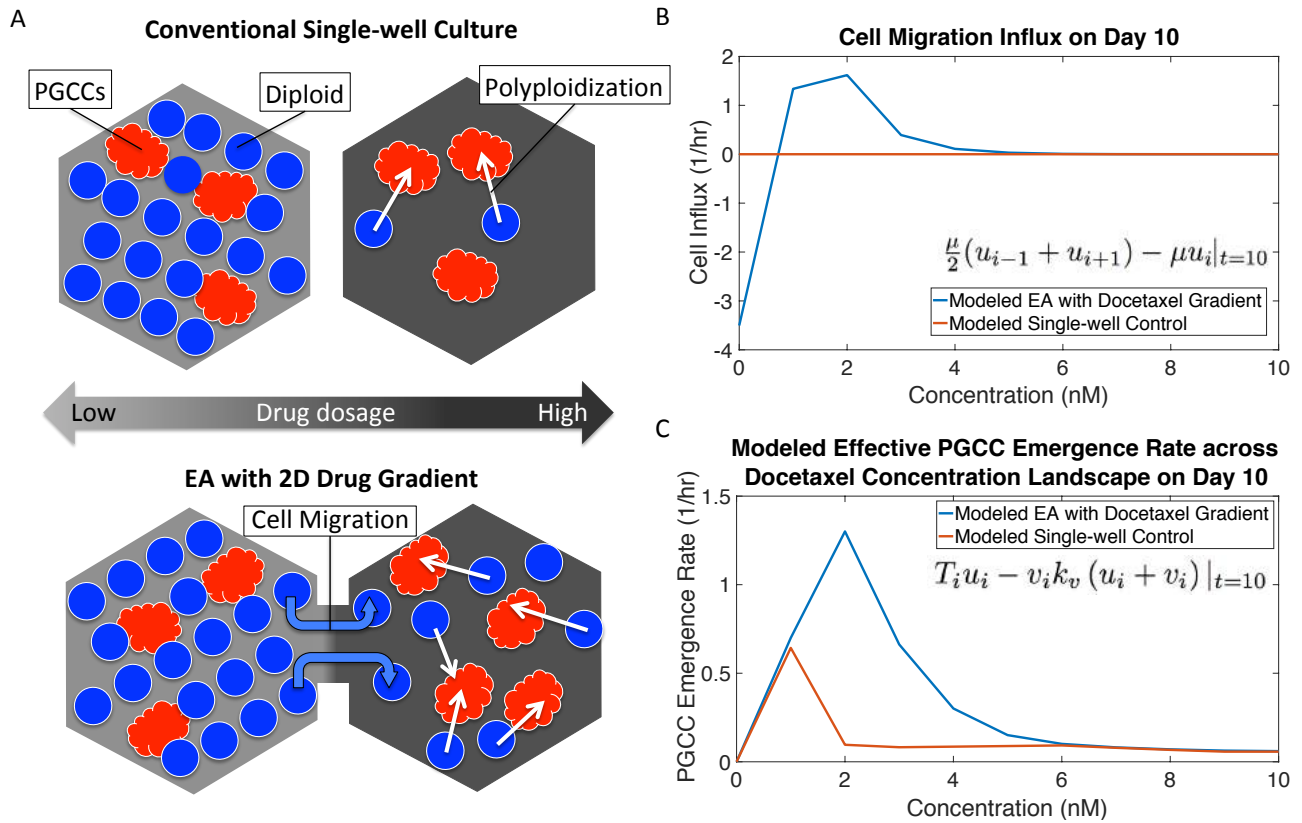 A
Conventional Single-well Culture
PGCCs
Diploid
Polyploidization
Low
Drug dosage
High
EA with 2D Drug Gradient
Cell Migration
B
Cell Migration Influx on Day 10
2
1
0
-1
-2
-3
-4
Cell Influx (1/hr)
μ/2(u_{i−1} + u_{i+1}) − μu_i|_{t=10}
Modeled EA with Docetaxel Gradient
Modeled Single-well Control
0 2 4 6 8 10
Concentration (nM)
C
Modeled Effective PGCC Emergence Rate across
Docetaxel Concentration Landscape on Day 10
1.5
1
0.5
0
PGCC Emergence Rate (1/hr)
Modeled EA with Docetaxel Gradient
Modeled Single-well Control
T_i u_i − v_i k_v (u_i + v_i) |_{t=10}
0 2 4 6 8 10
Concentration (nM)